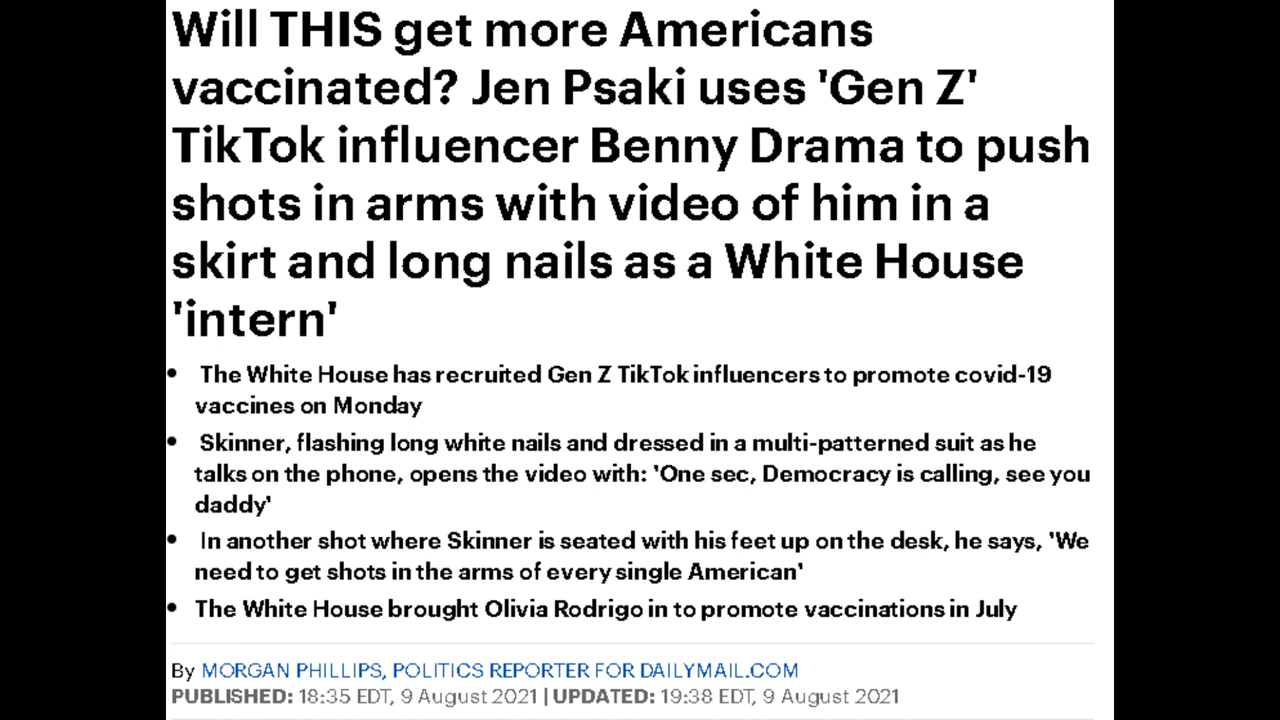 Will THIS get more Americans
vaccinated? Jen Psaki uses 'Gen Z'
TikTok influencer Benny Drama to push
shots in arms with video of him in a
skirt and long nails as a White House
'intern'
• The White House has recruited Gen Z TikTok influencers to promote covid-19
vaccines on Monday
• Skinner, flashing long white nails and dressed in a multi-patterned suit as he
talks on the phone, opens the video with: 'One sec, Democracy is calling, see you
daddy'
• In another shot where Skinner is seated with his feet up on the desk, he says, 'We
need to get shots in the arms of every single American'
• The White House brought Olivia Rodrigo in to promote vaccinations in July
By MORGAN PHILLIPS, POLITICS REPORTER FOR DAILYMAIL.COM
PUBLISHED: 18:35 EDT, 9 August 2021 | UPDATED: 19:38 EDT, 9 August 2021